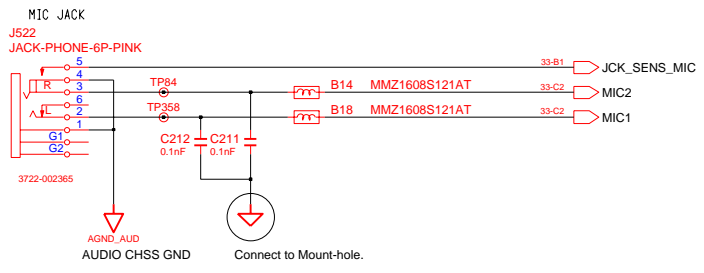 MIC JACK
J522
JACK-PHONE-6P-PINK
5
33-B1
JCK_SENS_MIC
4
R
3
TP84
B14
MMZ1608S121AT
33-C2
MIC2
6
L
2
TP358
B18
MMZ1608S121AT
33-C2
MIC1
1
G1
G2
C212
0.1nF
C211
0.1nF
3722-002365
AGND_AUD
AUDIO CHSS GND
Connect to Mount-hole.